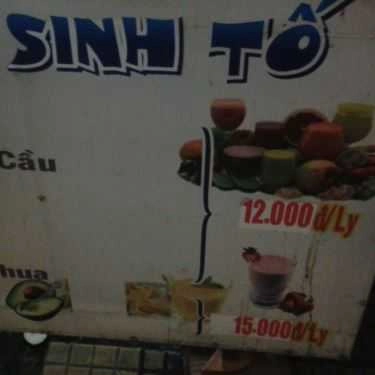 SINH TỐ
Cầu
12.000đ/Ly
hua
15.000đ/Ly